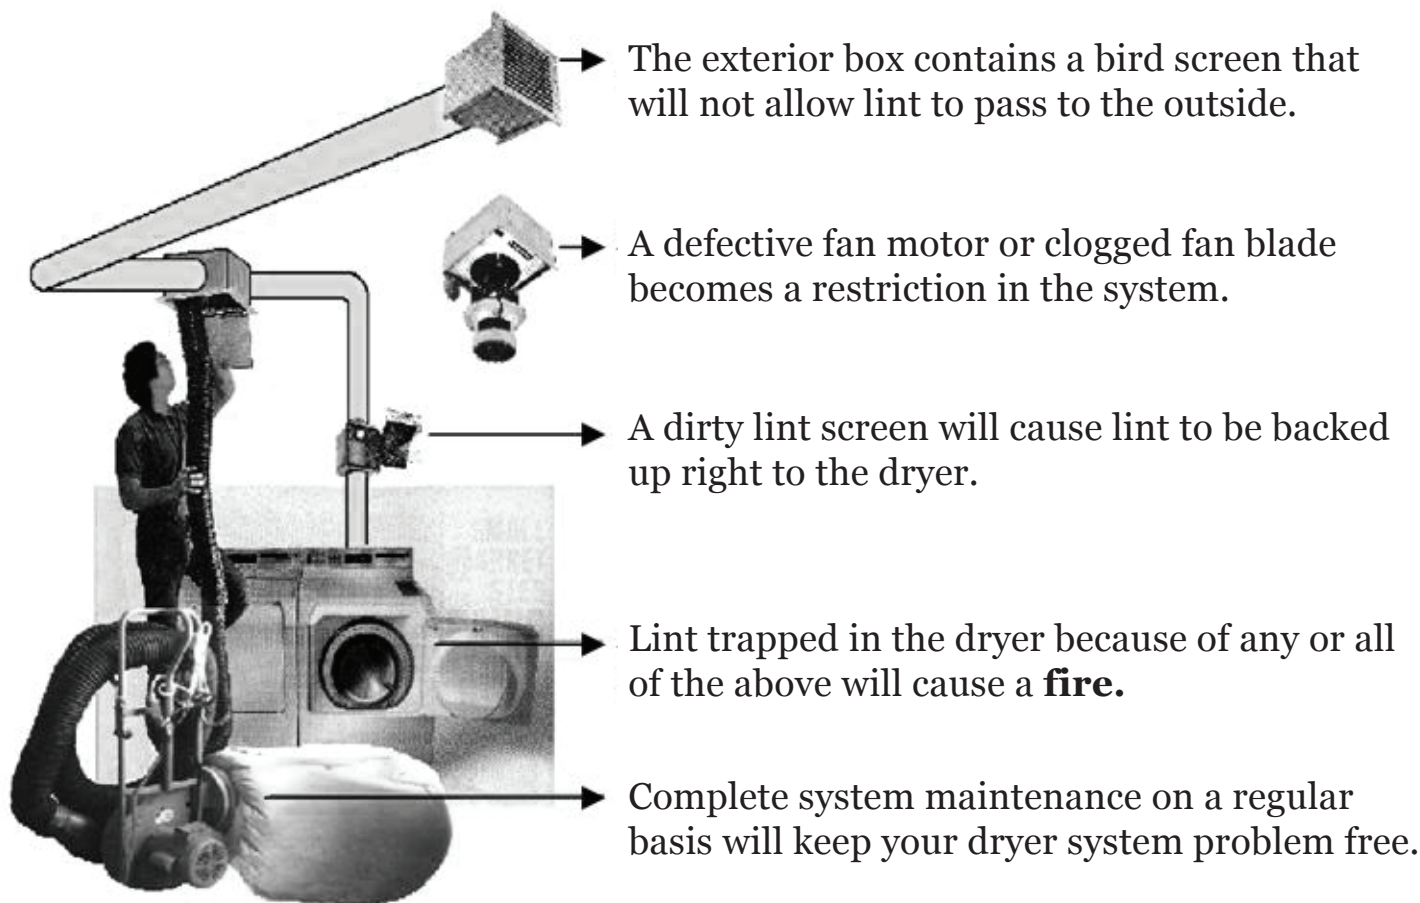 The exterior box contains a bird screen that
will not allow lint to pass to the outside.
A defective fan motor or clogged fan blade
becomes a restriction in the system.
A dirty lint screen will cause lint to be backed
up right to the dryer.
Lint trapped in the dryer because of any or all
of the above will cause a fire.
Complete system maintenance on a regular
basis will keep your dryer system problem free.